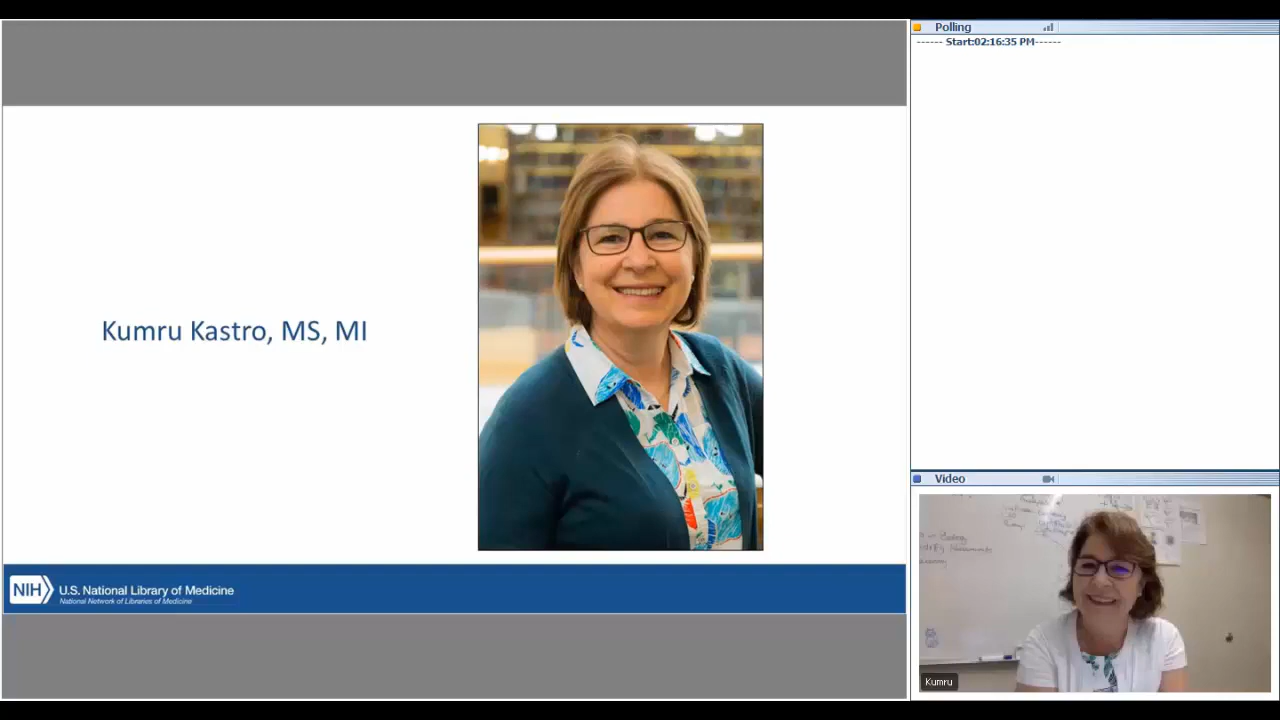 Polling
------ Start:02:16:35 PM------
Kumru Kastro, MS, MI
NIH
U.S. National Library of Medicine
National Network of Libraries of Medicine
Video
Kumru